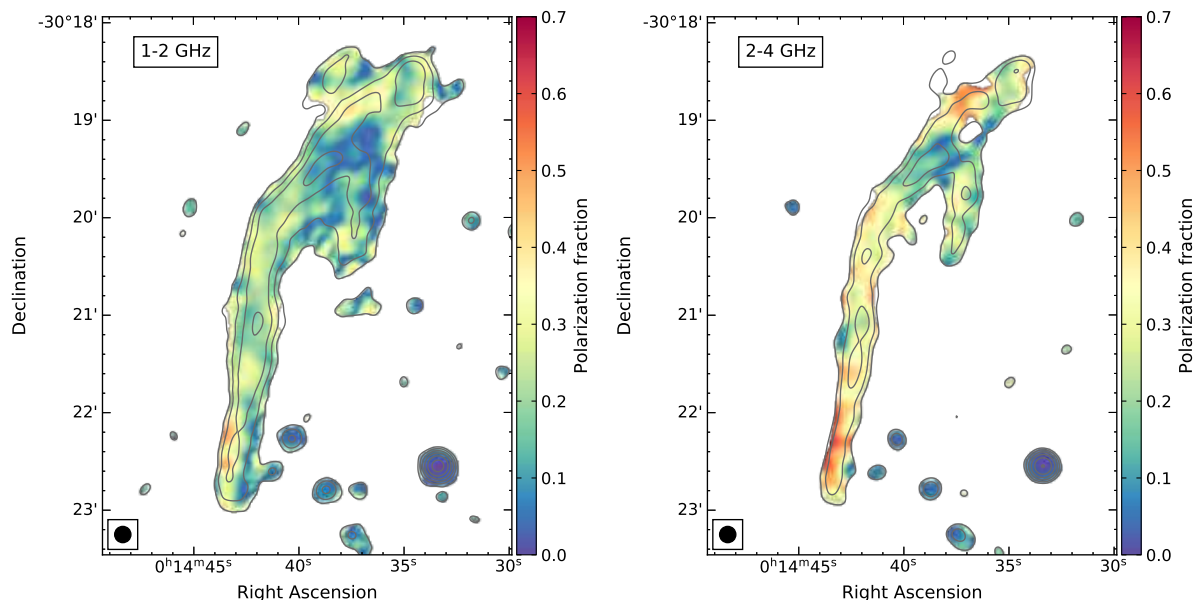 1-2 GHz
-30°18'
19'
20'
21'
22'
23'
Declination
0ʰ14ᵐ45ˢ
40ˢ
35ˢ
30ˢ
Right Ascension
0.7
0.6
0.5
0.4
0.3
0.2
0.1
0.0
Polarization fraction
2-4 GHz
-30°18'
19'
20'
21'
22'
23'
Declination
0ʰ14ᵐ45ˢ
40ˢ
35ˢ
30ˢ
Right Ascension
0.7
0.6
0.5
0.4
0.3
0.2
0.1
0.0
Polarization fraction